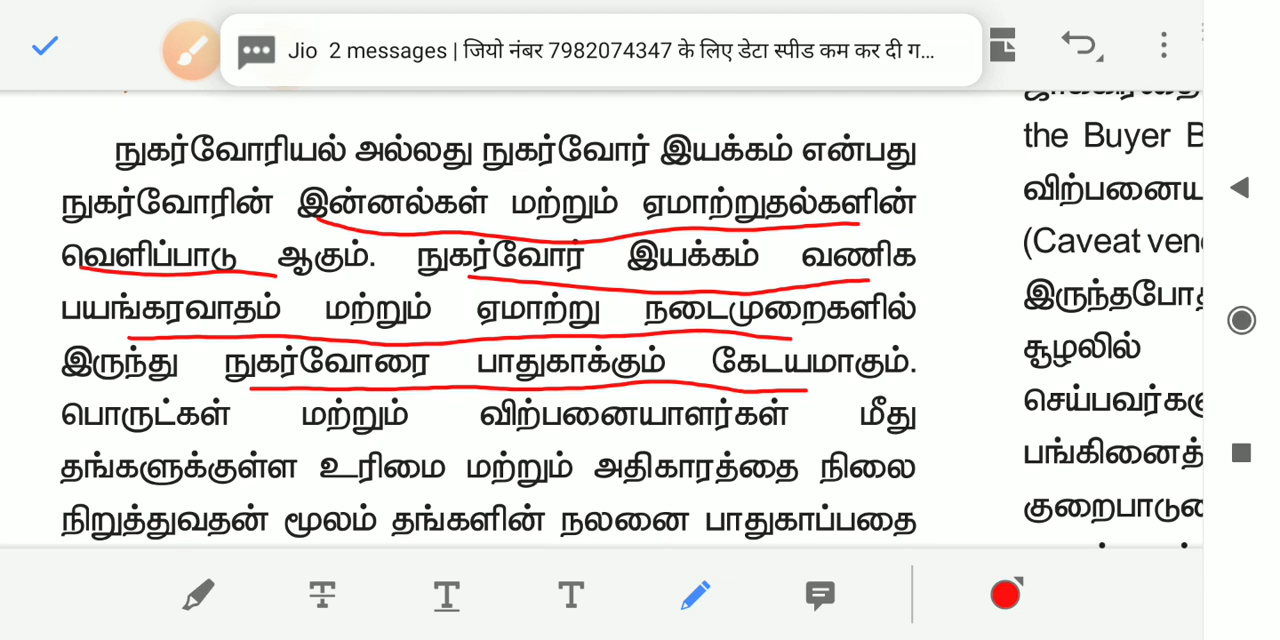 Jio 2 messages | जियो नंबर 7982074347 के लिए डेटा स्पीड कम कर दी ग...
நுகர்வோரியல் அல்லது நுகர்வோர் இயக்கம் என்பது
நுகர்வோரின் இன்னல்கள் மற்றும் ஏமாற்றுதல்களின்
வெளிப்பாடு ஆகும். நுகர்வோர் இயக்கம் வணிக
பயங்கரவாதம் மற்றும் ஏமாற்று நடைமுறைகளில்
இருந்து நுகர்வோரை பாதுகாக்கும் கேடயமாகும்.
பொருட்கள் மற்றும் விற்பனையாளர்கள் மீது
தங்களுக்குள்ள உரிமை மற்றும் அதிகாரத்தை நிலை
நிறுத்துவதன் மூலம் தங்களின் நலனை பாதுகாப்பதை
the Buyer B
விற்பனைய
(Caveat ven
இருந்தபோத
சூழலில்
செய்பவர்களு
பங்கினைத்
குறைபாடு